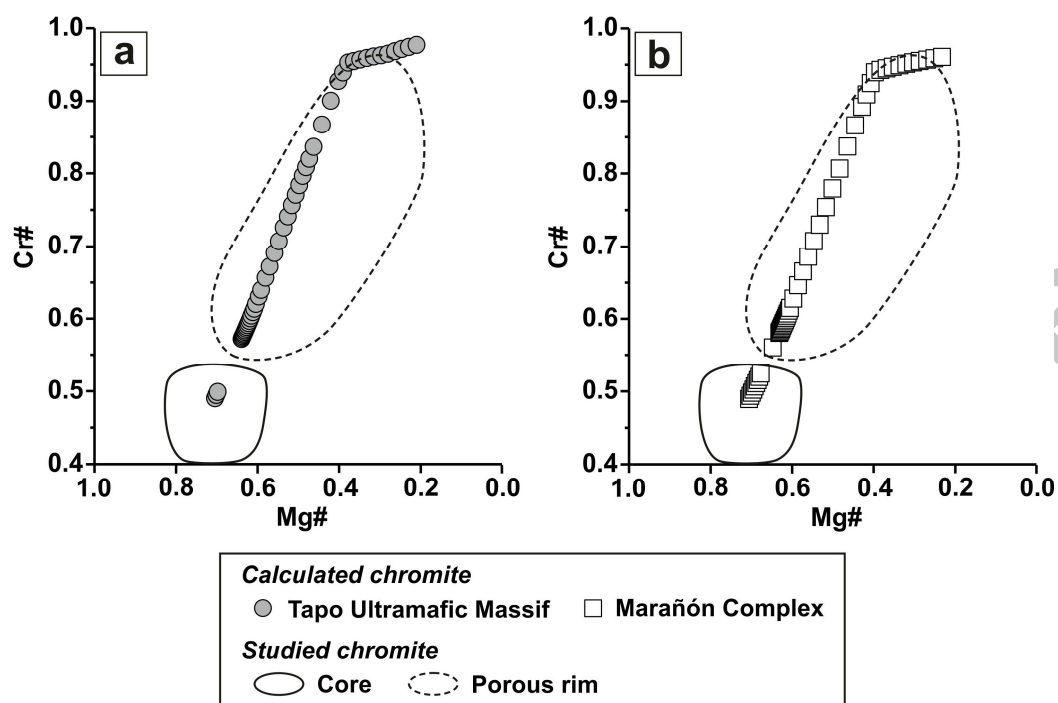 a
1.0
0.9
0.8
0.7
0.6
0.5
0.4
Cr#
1.0 0.8 0.6 0.4 0.2 0.0
Mg#
b
1.0
0.9
0.8
0.7
0.6
0.5
0.4
Cr#
1.0 0.8 0.6 0.4 0.2 0.0
Mg#
Calculated chromite
Tapo Ultramafic Massif Marañón Complex
Studied chromite
Core Porous rim